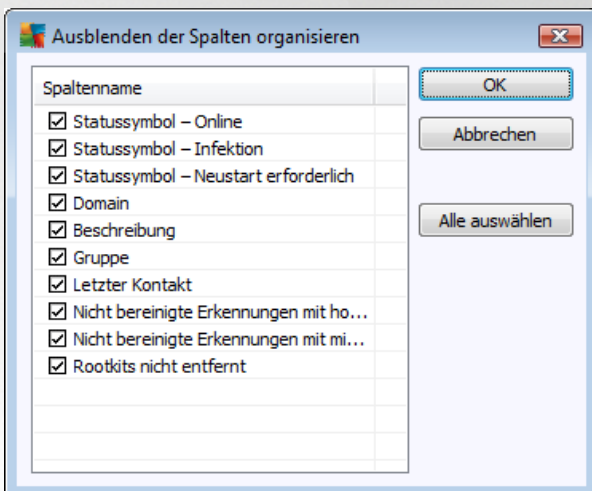 Ausblenden der Spalten organisieren
Spaltenname
Statussymbol – Online
Statussymbol – Infektion
Statussymbol – Neustart erforderlich
Domain
Beschreibung
Gruppe
Letzter Kontakt
Nicht bereinigte Erkennungen mit ho...
Nicht bereinigte Erkennungen mit mi...
Rootkits nicht entfernt
OK
Abbrechen
Alle auswählen